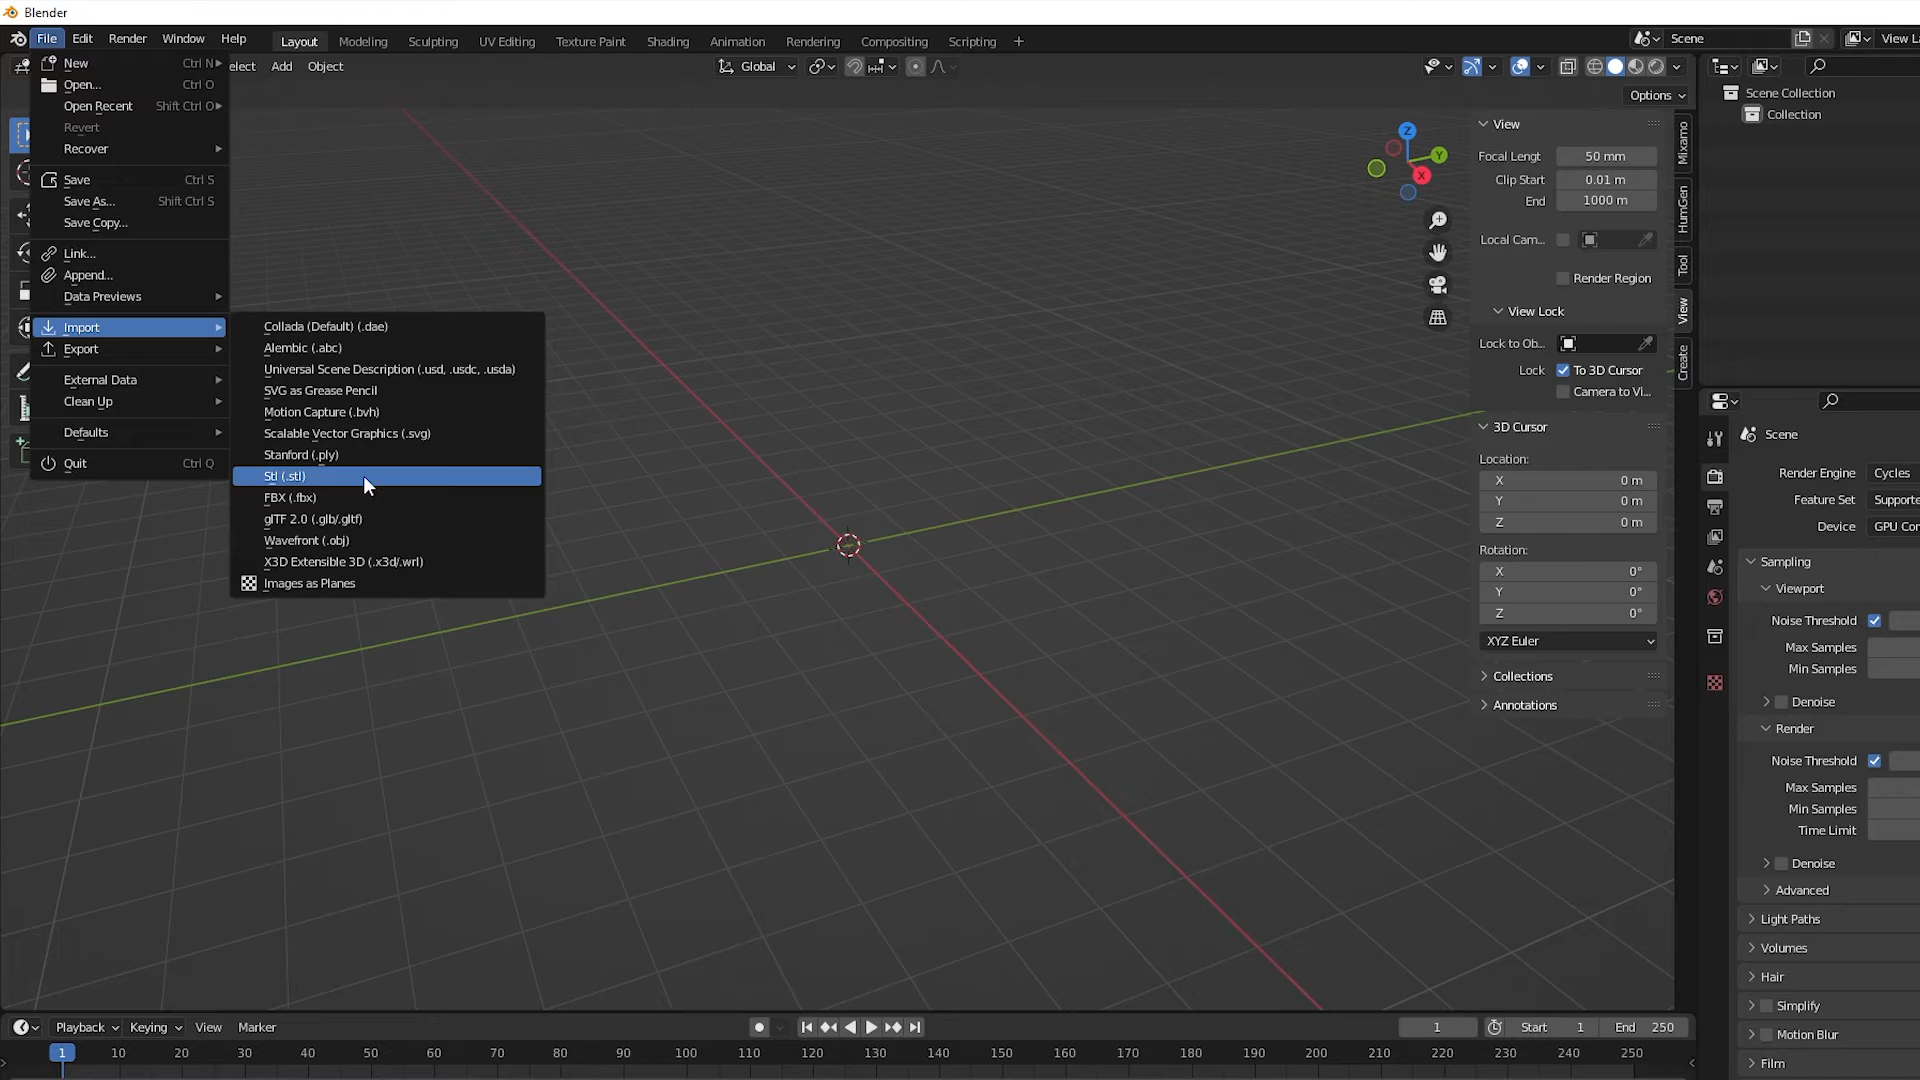 Blender
File Edit Render Window Help Layout Modeling Sculpting UV Editing Texture Paint Shading Animation Rendering Compositing Scripting + Scene View La
elect Add Object Global
Options
New Ctrl N
Open... Ctrl O
Open Recent Shift Ctrl O
Revert
Recover
Save Ctrl S
Save As... Shift Ctrl S
Save Copy...
Link...
Append...
Data Previews
Import
Export
External Data
Clean Up
Defaults
Quit Ctrl Q
Collada (Default) (.dae)
Alembic (.abc)
Universal Scene Description (.usd, .usdc, .usda)
SVG as Grease Pencil
Motion Capture (.bvh)
Scalable Vector Graphics (.svg)
Stanford (.ply)
Stl (.stl)
FBX (.fbx)
glTF 2.0 (.glb/.gltf)
Wavefront (.obj)
X3D Extensible 3D (.x3d/.wrl)
Images as Planes
Z
Y
X
View
Focal Lengt 50 mm
Clip Start 0.01 m
End 1000 m
Local Cam...
Render Region
View Lock
Lock to Ob...
Lock To 3D Cursor
Camera to Vi...
3D Cursor
Location:
X 0 m
Y 0 m
Z 0 m
Rotation:
X 0°
Y 0°
Z 0°
XYZ Euler
Collections
Annotations
Mixamo
HumGen
Tool
View
Create
Scene Collection
Collection
Scene
Render Engine Cycles
Feature Set Supporte
Device GPU Con
Sampling
Viewport
Noise Threshold
Max Samples
Min Samples
Denoise
Render
Noise Threshold
Max Samples
Min Samples
Time Limit
Denoise
Advanced
Light Paths
Volumes
Hair
Simplify
Motion Blur
Film
Playback Keying View Marker 1 Start 1 End 250
1 10 20 30 40 50 60 70 80 90 100 110 120 130 140 150 160 170 180 190 200 210 220 230 240 250